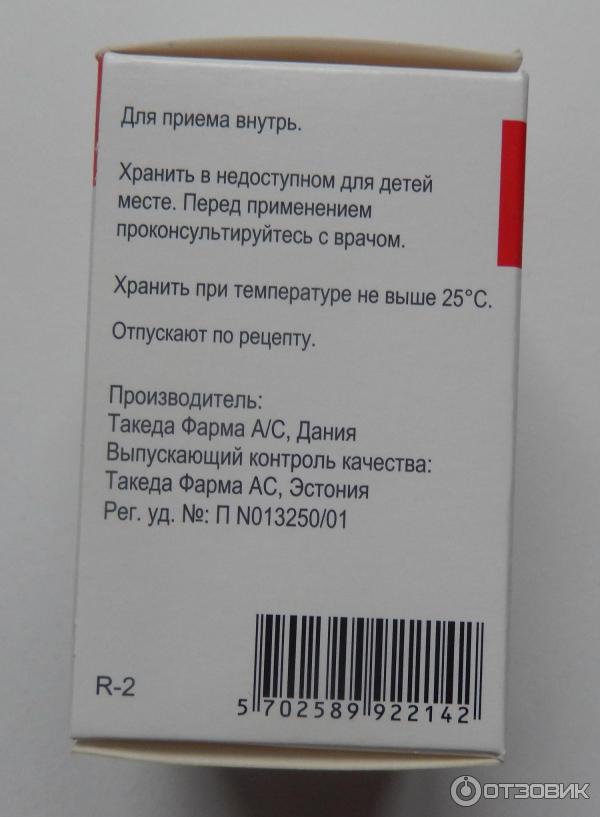 Для приема внутрь.
Хранить в недоступном для детей
месте. Перед применением
проконсультируйтесь с врачом.
Хранить при температуре не выше 25°С.
Отпускают по рецепту.
Производитель:
Такеда Фарма А/С, Дания
Выпускающий контроль качества:
Такеда Фарма АС, Эстония
Рег. уд. №: П N013250/01
R-2
5 702589 922142
ОТЗОВИК